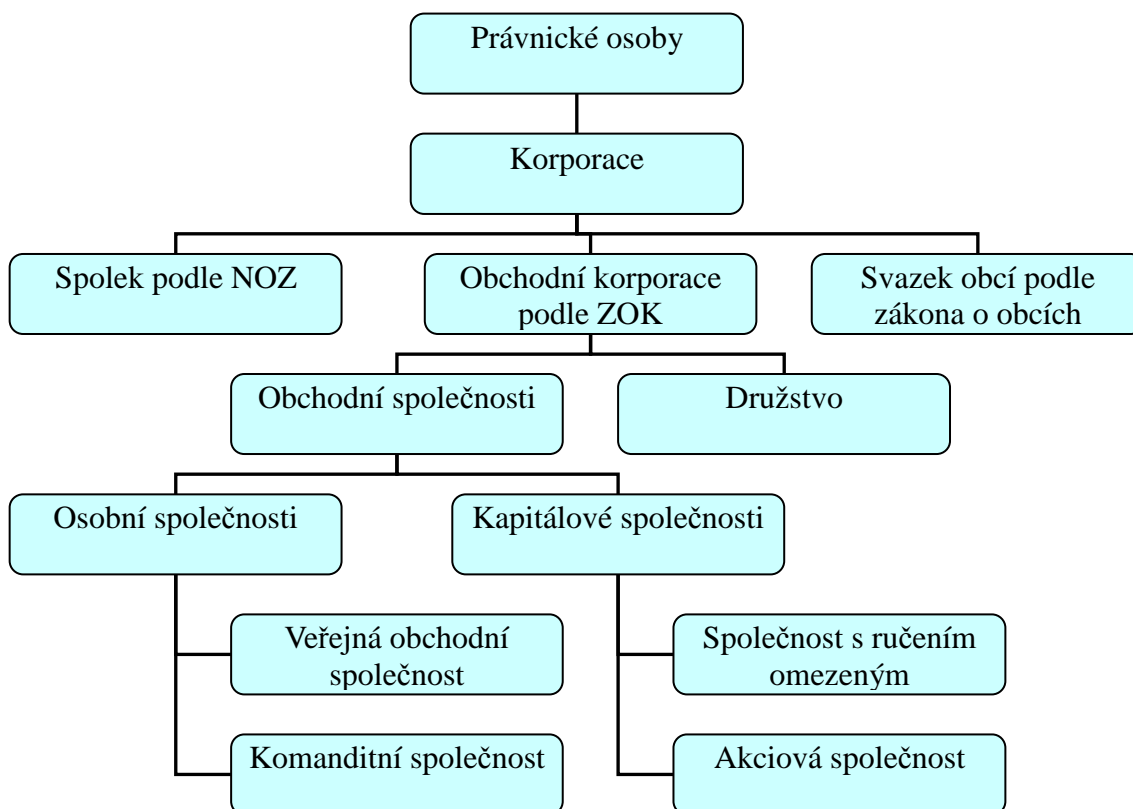 Právnické osoby
Korporace
Spolek podle NOZ
Obchodní korporace
podle ZOK
Svazek obcí podle
zákona o obcích
Obchodní společnosti
Družstvo
Osobní společnosti
Kapitálové společnosti
Veřejná obchodní
společnost
Společnost s ručením
omezeným
Komanditní společnost
Akciová společnost